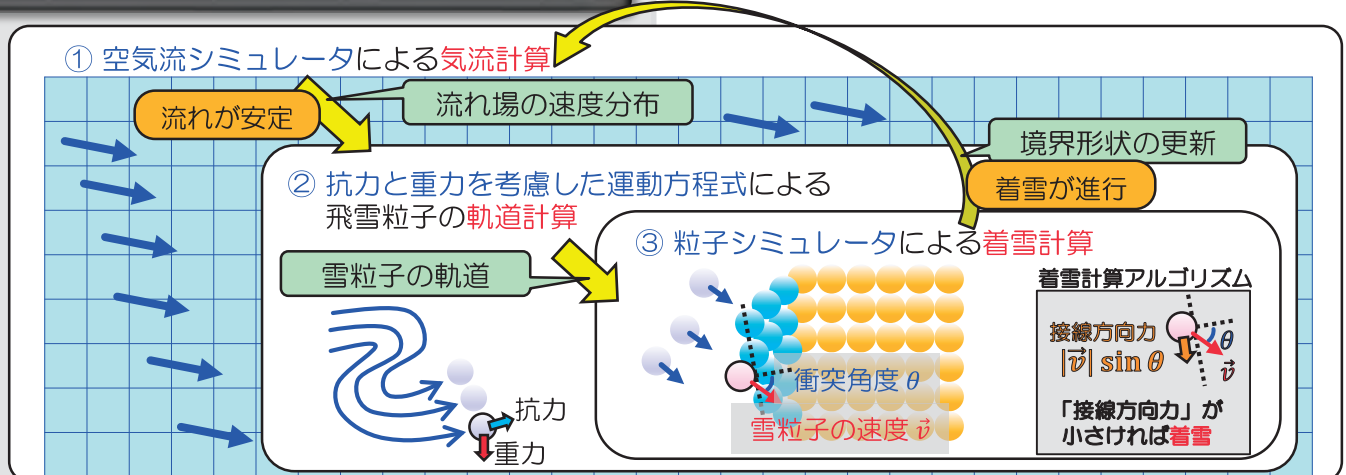 ① 空気流シミュレータによる気流計算
流れが安定
流れ場の速度分布
境界形状の更新
着雪が進行
② 抗力と重力を考慮した運動方程式による
飛雪粒子の軌道計算
雪粒子の軌道
抗力
重力
③ 粒子シミュレータによる着雪計算
衝突角度 θ
雪粒子の速度 v⃗
着雪計算アルゴリズム
接線方向力
|v⃗| sin θ
θ
v⃗
「接線方向力」が
小さければ着雪